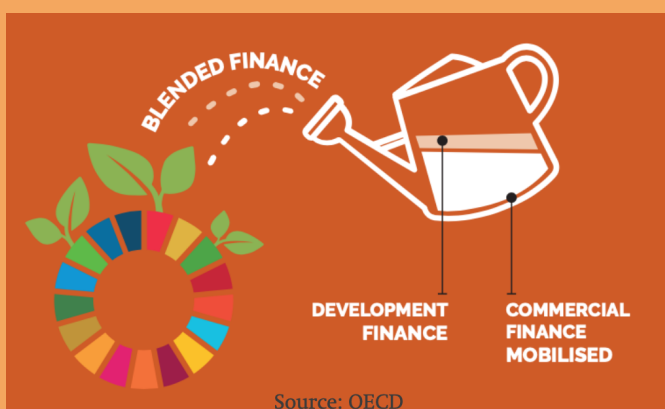 BLENDED FINANCE
DEVELOPMENT
FINANCE
COMMERCIAL
FINANCE
MOBILISED
Source: OECD